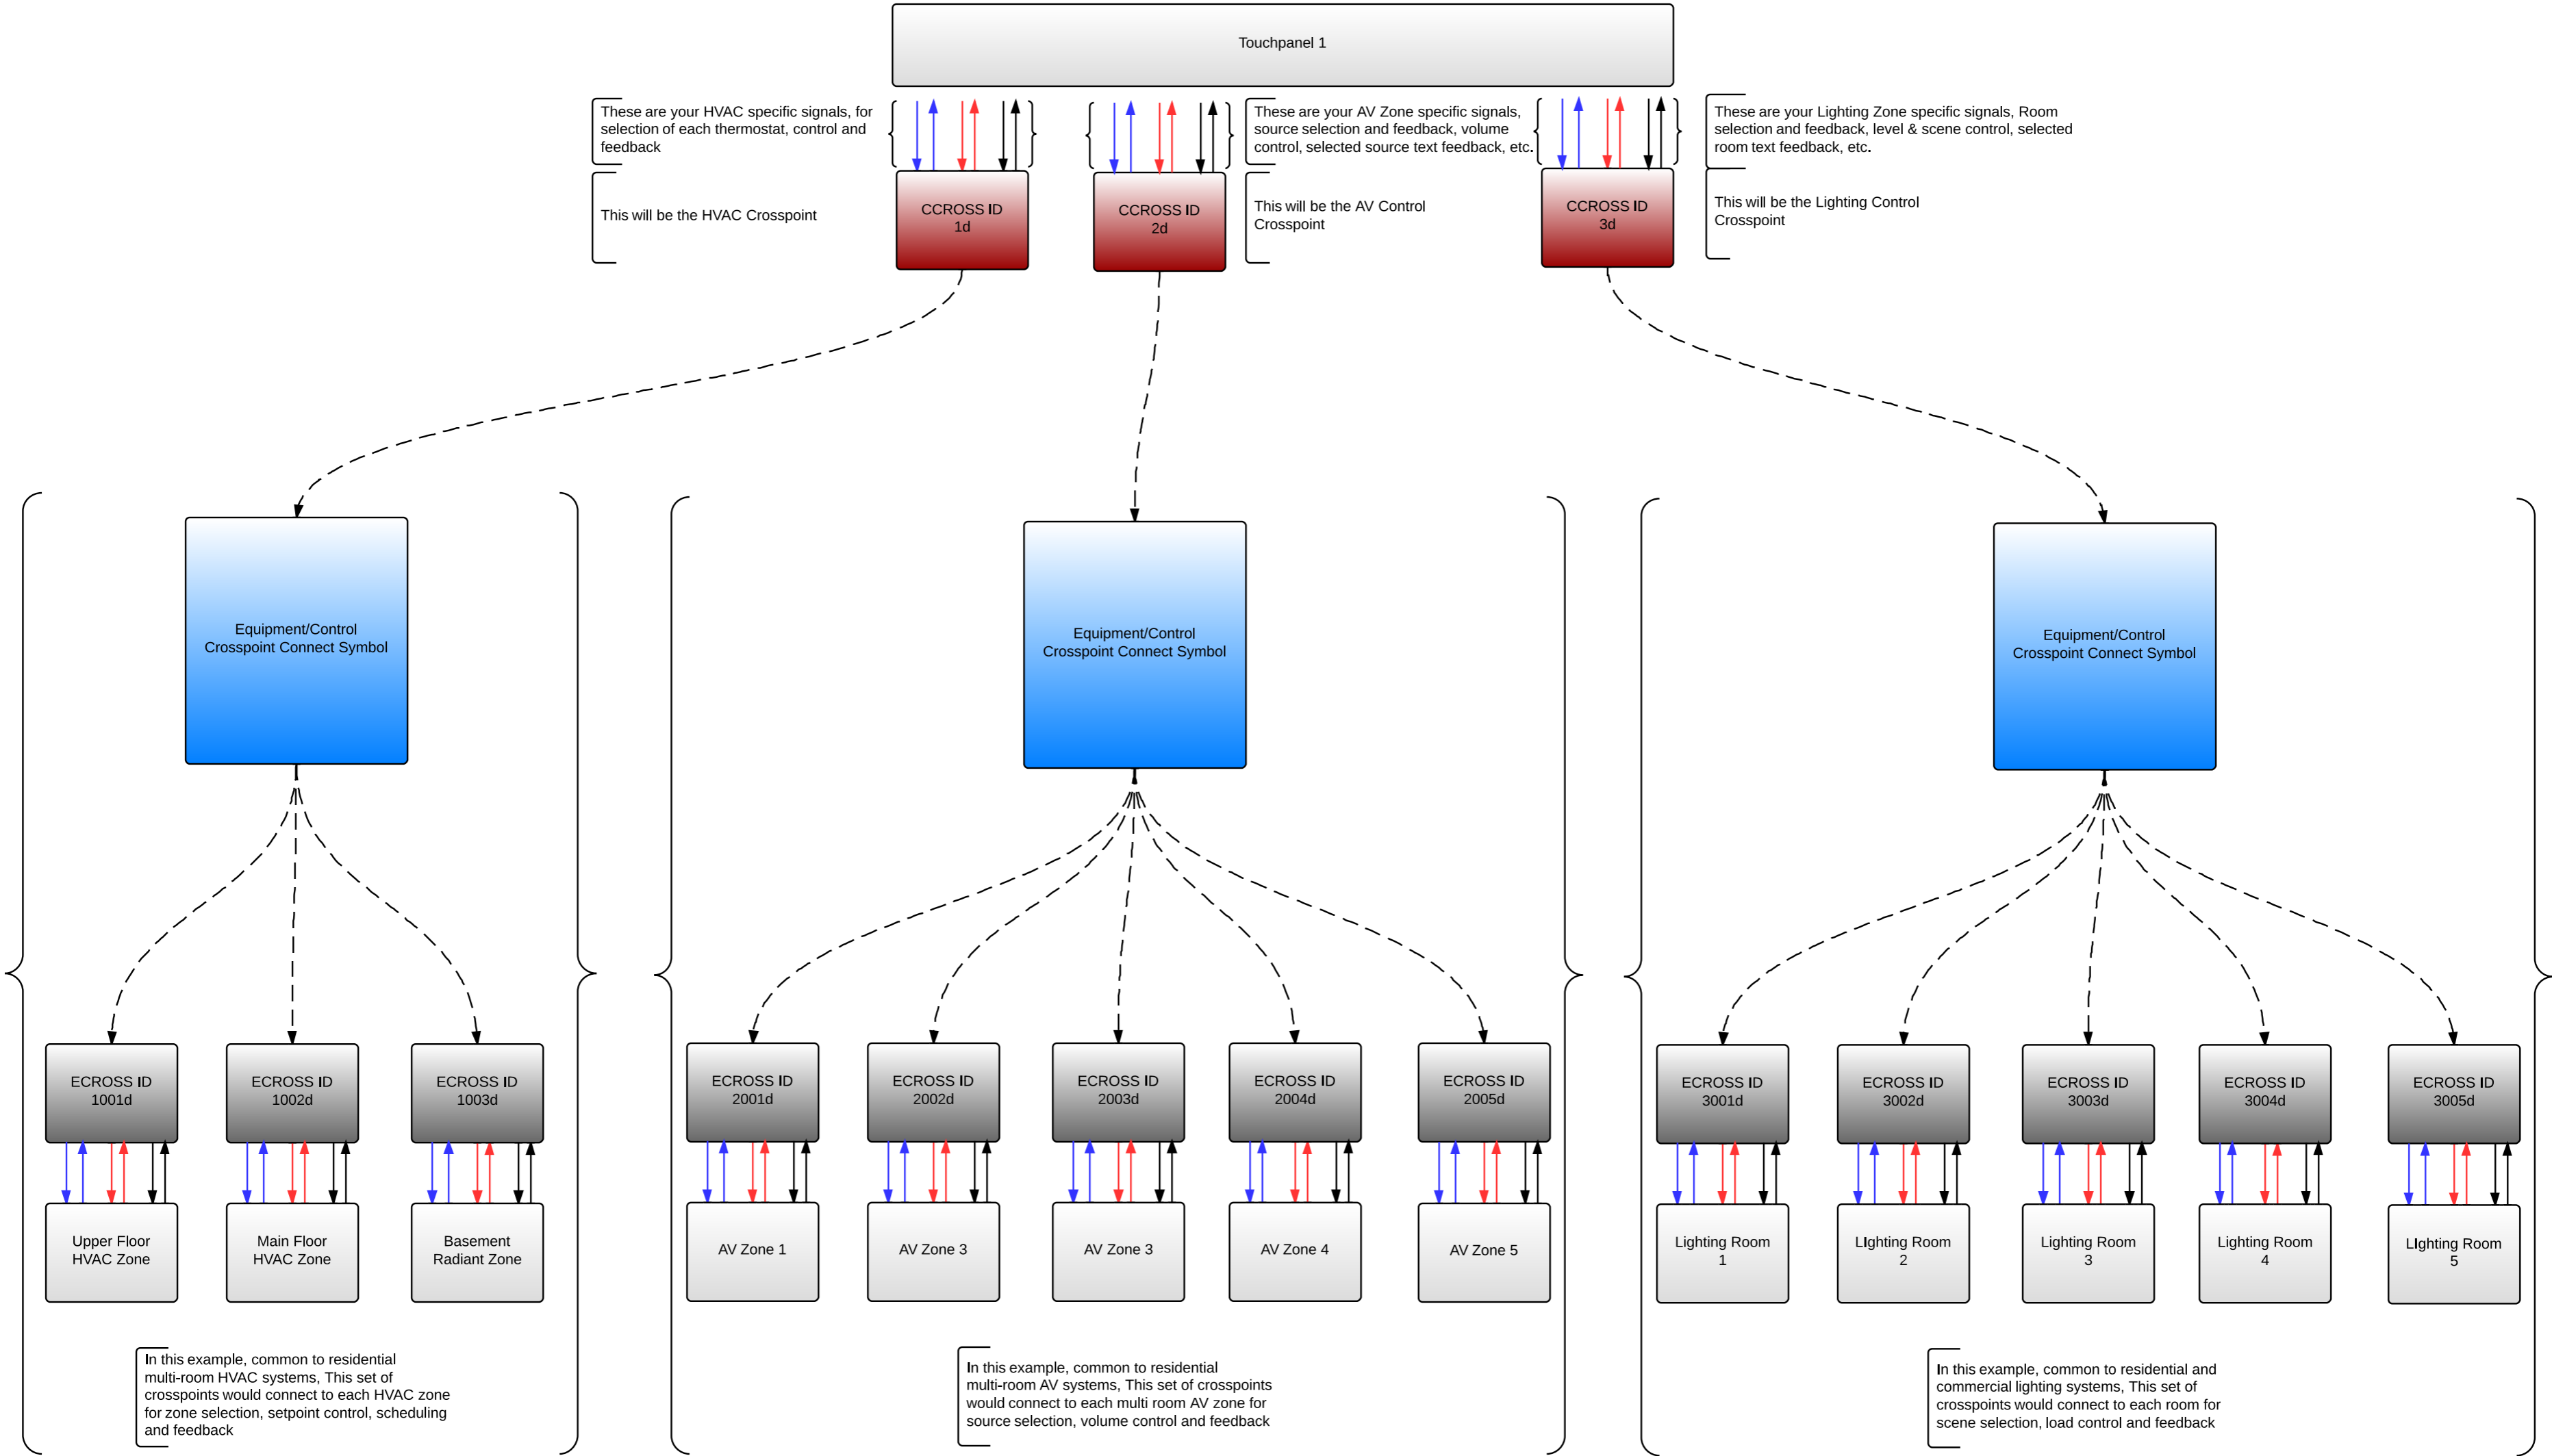 Touchpanel 1
These are your HVAC specific signals, for
selection of each thermostat, control and
feedback
These are your AV Zone specific signals,
source selection and feedback, volume
control, selected source text feedback, etc.
These are your Lighting Zone specific signals, Room
selection and feedback, level & scene control, selected
room text feedback, etc.
This will be the HVAC Crosspoint
CCROSS ID
1d
CCROSS ID
2d
This will be the AV Control
Crosspoint
CCROSS ID
3d
This will be the Lighting Control
Crosspoint
Equipment/Control
Crosspoint Connect Symbol
Equipment/Control
Crosspoint Connect Symbol
Equipment/Control
Crosspoint Connect Symbol
ECROSS ID
1001d
ECROSS ID
1002d
ECROSS ID
1003d
ECROSS ID
2001d
ECROSS ID
2002d
ECROSS ID
2003d
ECROSS ID
2004d
ECROSS ID
2005d
ECROSS ID
3001d
ECROSS ID
3002d
ECROSS ID
3003d
ECROSS ID
3004d
ECROSS ID
3005d
Upper Floor
HVAC Zone
Main Floor
HVAC Zone
Basement
Radiant Zone
AV Zone 1
AV Zone 3
AV Zone 3
AV Zone 4
AV Zone 5
Lighting Room
1
LIghting Room
2
Lighting Room
3
Lighting Room
4
LIghting Room
5
In this example, common to residential
multi-room HVAC systems, This set of
crosspoints would connect to each HVAC zone
for zone selection, setpoint control, scheduling
and feedback
In this example, common to residential
multi-room AV systems, This set of crosspoints
would connect to each multi room AV zone for
source selection, volume control and feedback
In this example, common to residential and
commercial lighting systems, This set of
crosspoints would connect to each room for
scene selection, load control and feedback